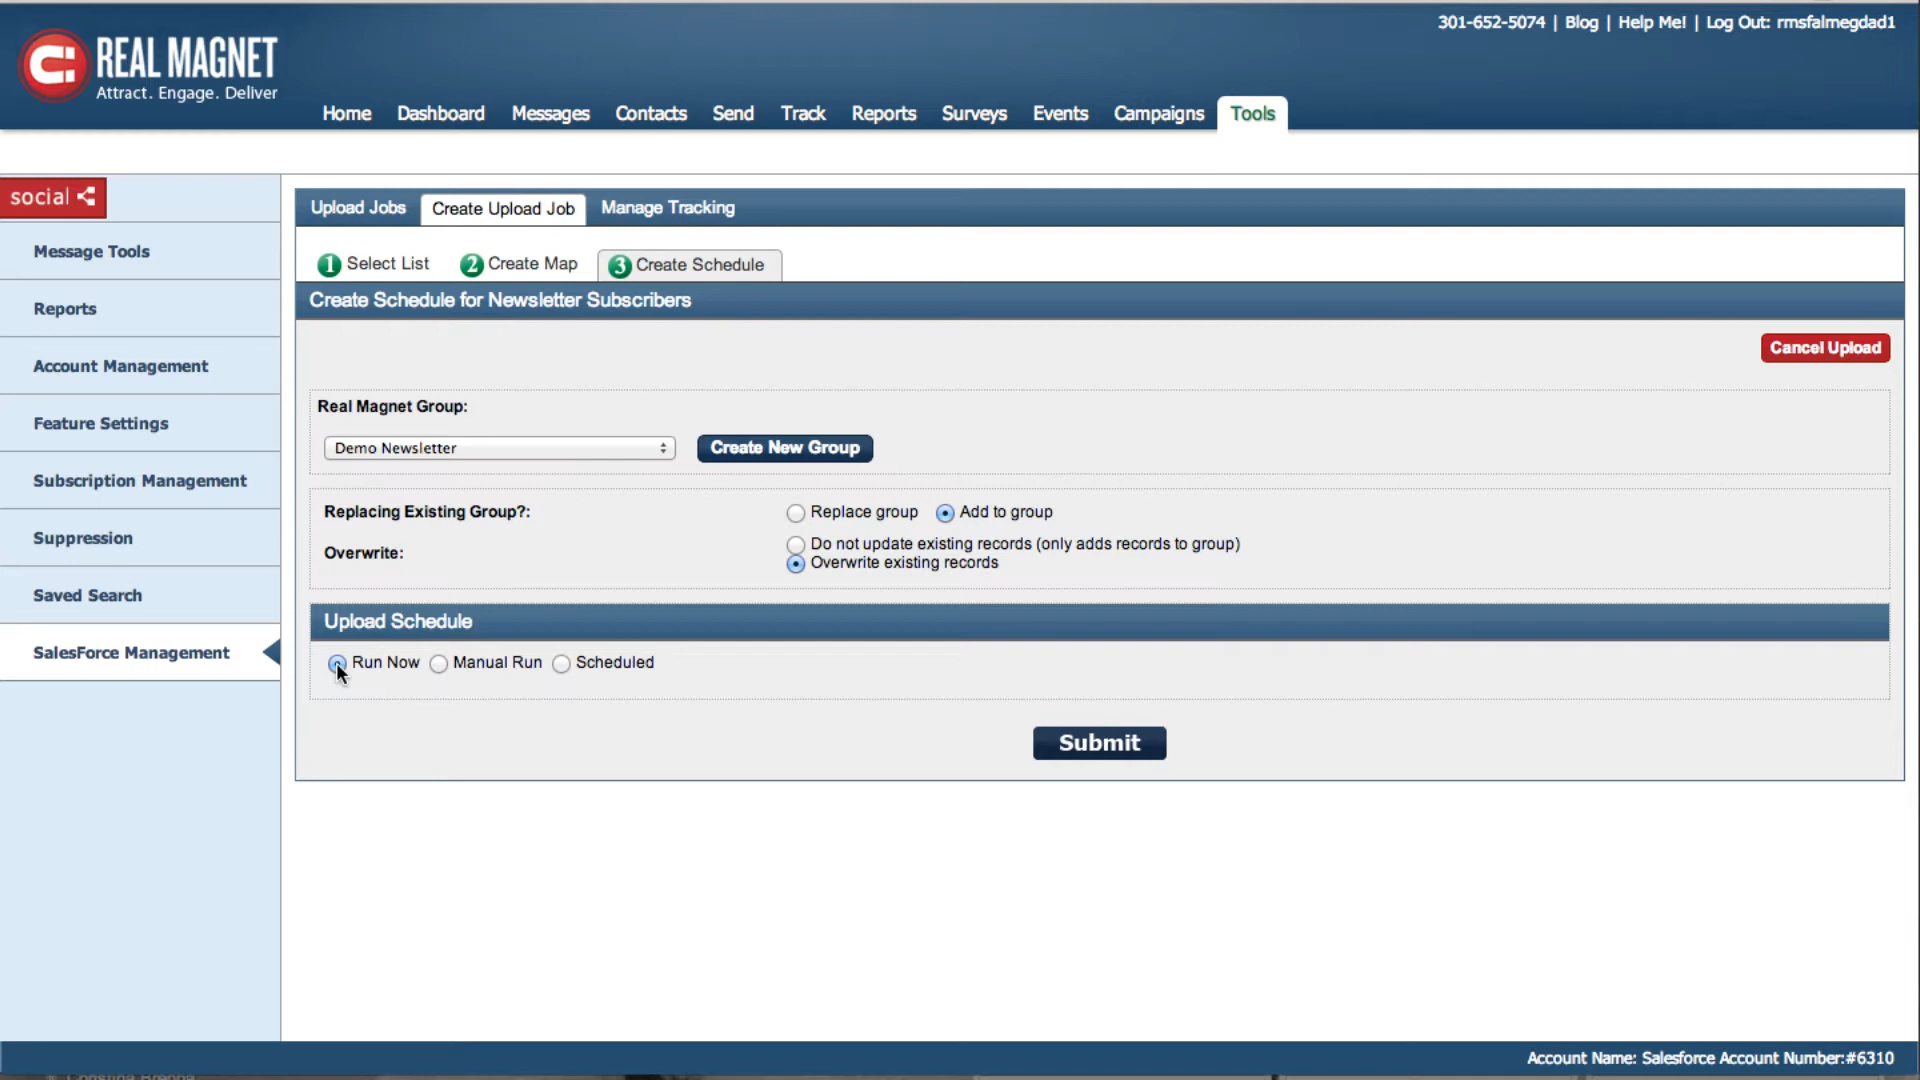 301-652-5074 | Blog | Help Me! | Log Out: rmsfalmegdad1
REAL MAGNET
Attract. Engage. Deliver
Home Dashboard Messages Contacts Send Track Reports Surveys Events Campaigns Tools
social
Message Tools
Reports
Account Management
Feature Settings
Subscription Management
Suppression
Saved Search
SalesForce Management
Upload Jobs Create Upload Job Manage Tracking
1 Select List 2 Create Map 3 Create Schedule
Create Schedule for Newsletter Subscribers
Cancel Upload
Real Magnet Group:
Demo Newsletter Create New Group
Replacing Existing Group?: Replace group Add to group
Overwrite: Do not update existing records (only adds records to group)
Overwrite existing records
Upload Schedule
Run Now Manual Run Scheduled
Submit
Account Name: Salesforce Account Number:#6310